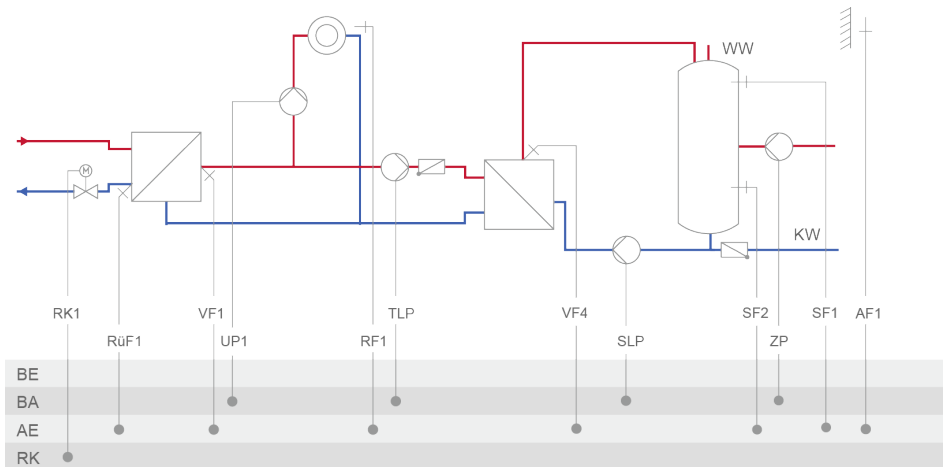 WW
M
KW
RK1 VF1 TLP VF4 SF2 SF1 AF1
RüF1 UP1 RF1 SLP ZP
BE
BA
AE
RK